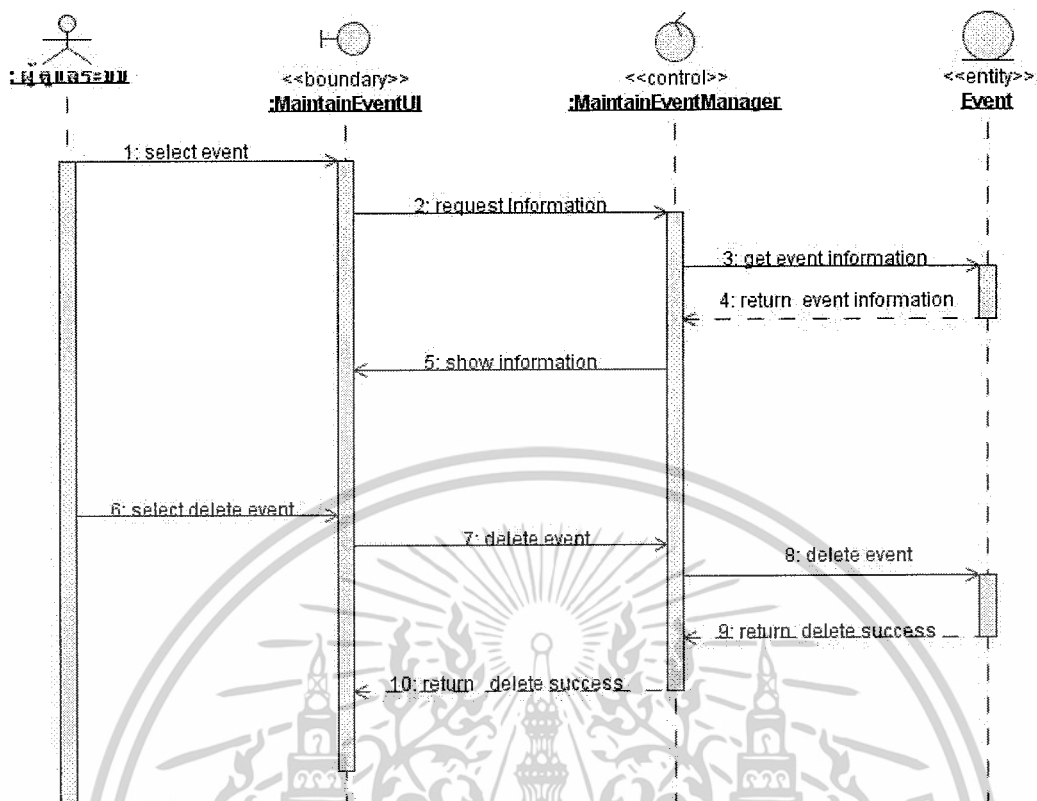 :ผู้ดูแลระบบ
<<boundary>>
:MaintainEventUI
<<control>>
:MaintainEventManager
<<entity>>
Event
1: select event
2: request Information
3: get event information
4: return event information
5: show information
6: select delete event
7: delete event
8: delete event
9: return delete success
10: return delete success